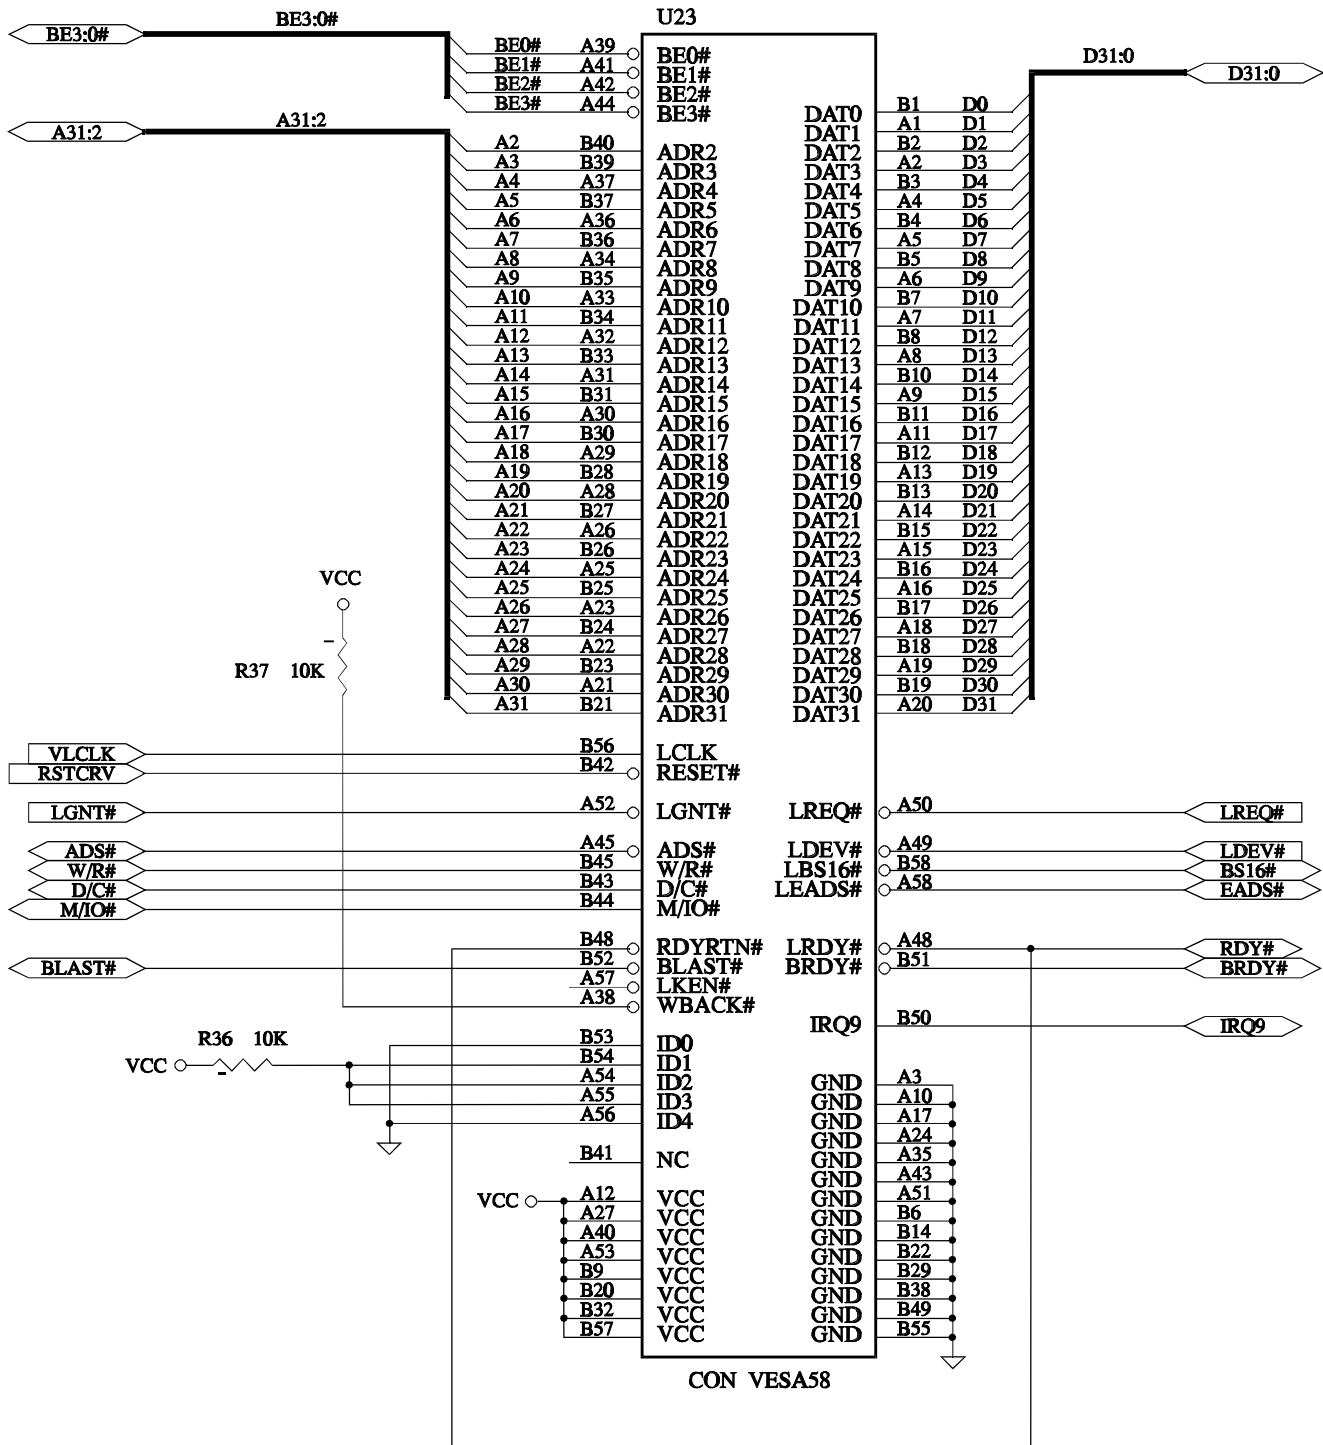 U23
BE3:0# BE3:0#
BE0# A39 BE0#
BE1# A41 BE1#
BE2# A42 BE2#
BE3# A44 BE3#
D31:0 D31:0
A31:2 A31:2
DAT0 B1 D0
DAT1 A1 D1
A2 B40 ADR2 DAT2 B2 D2
A3 B39 ADR3 DAT3 A2 D3
A4 A37 ADR4 DAT4 B3 D4
A5 B37 ADR5 DAT5 A4 D5
A6 A36 ADR6 DAT6 B4 D6
A7 B36 ADR7 DAT7 A5 D7
A8 A34 ADR8 DAT8 B5 D8
A9 B35 ADR9 DAT9 A6 D9
A10 A33 ADR10 DAT10 B7 D10
A11 B34 ADR11 DAT11 A7 D11
A12 A32 ADR12 DAT12 B8 D12
A13 B33 ADR13 DAT13 A8 D13
A14 A31 ADR14 DAT14 B10 D14
A15 B31 ADR15 DAT15 A9 D15
A16 A30 ADR16 DAT16 B11 D16
A17 B30 ADR17 DAT17 A11 D17
A18 A29 ADR18 DAT18 B12 D18
A19 B28 ADR19 DAT19 A13 D19
A20 A28 ADR20 DAT20 B13 D20
A21 B27 ADR21 DAT21 A14 D21
A22 A26 ADR22 DAT22 B15 D22
A23 B26 ADR23 DAT23 A15 D23
A24 A25 ADR24 DAT24 B16 D24
A25 B25 ADR25 DAT25 A16 D25
A26 A23 ADR26 DAT26 B17 D26
A27 B24 ADR27 DAT27 A18 D27
A28 A22 ADR28 DAT28 B18 D28
A29 B23 ADR29 DAT29 A19 D29
A30 A21 ADR30 DAT30 B19 D30
A31 B21 ADR31 DAT31 A20 D31
VCC
R37 10K
VLCLK B56 LCLK
RSTCRV B42 RESET#
LGNT# A52 LGNT# LREQ# A50 LREQ#
ADS# A45 ADS# LDEV# A49 LDEV#
W/R# B45 W/R# LBS16# B58 BS16#
D/C# B43 D/C# LEADS# A58 EADS#
M/IO# B44 M/IO#
B48 RDYRTN# LRDY# A48 RDY#
BLAST# B52 BLAST# BRDY# B51 BRDY#
A57 LKEN#
A38 WBACK#
IRQ9 B50 IRQ9
R36 10K
VCC
B53 ID0
B54 ID1
A54 ID2
A55 ID3
A56 ID4
B41 NC
VCC
A12 VCC
A27 VCC
A40 VCC
A53 VCC
B9 VCC
B20 VCC
B32 VCC
B57 VCC
GND A3
GND A10
GND A17
GND A24
GND A35
GND A43
GND A51
GND B6
GND B14
GND B22
GND B29
GND B38
GND B49
GND B55
CON VESA58